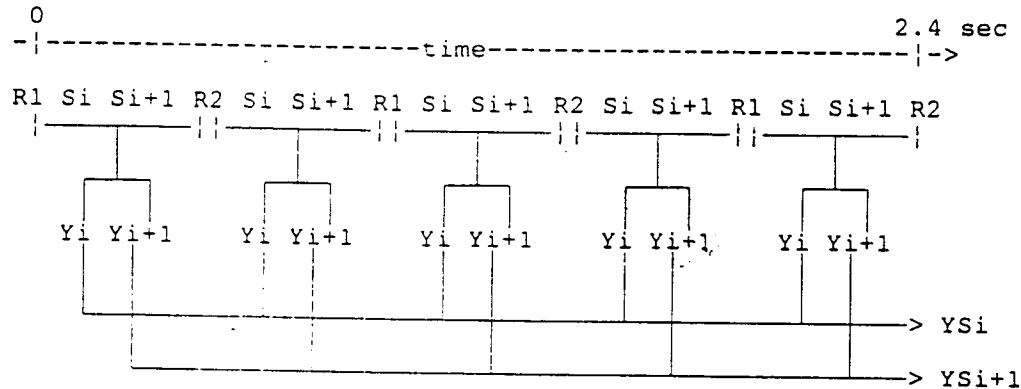 0
2.4 sec
time
R1 Si Si+1 R2 Si Si+1 R1 Si Si+1 R2 Si Si+1 R1 Si Si+1 R2
Yi Yi+1 Yi Yi+1 Yi Yi+1 Yi Yi+1 Yi Yi+1
YSi
YSi+1